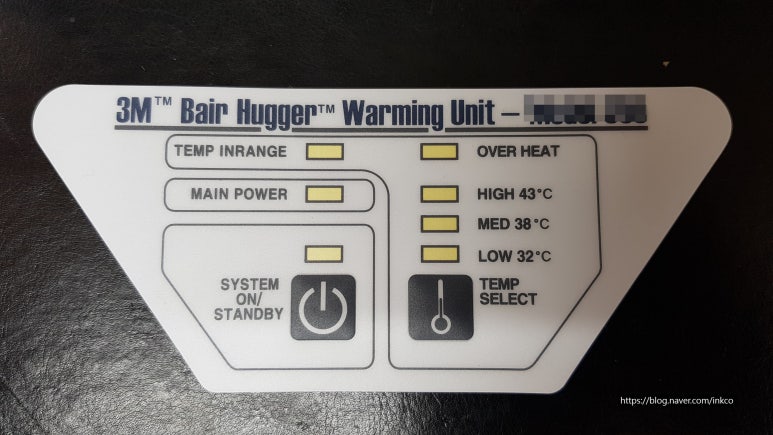 3M™ Bair Hugger™ Warming Unit –
TEMP INRANGE
OVER HEAT
MAIN POWER
HIGH 43°C
MED 38°C
LOW 32°C
SYSTEM
ON/
STANDBY
TEMP
SELECT
https://blog.naver.com/inkco